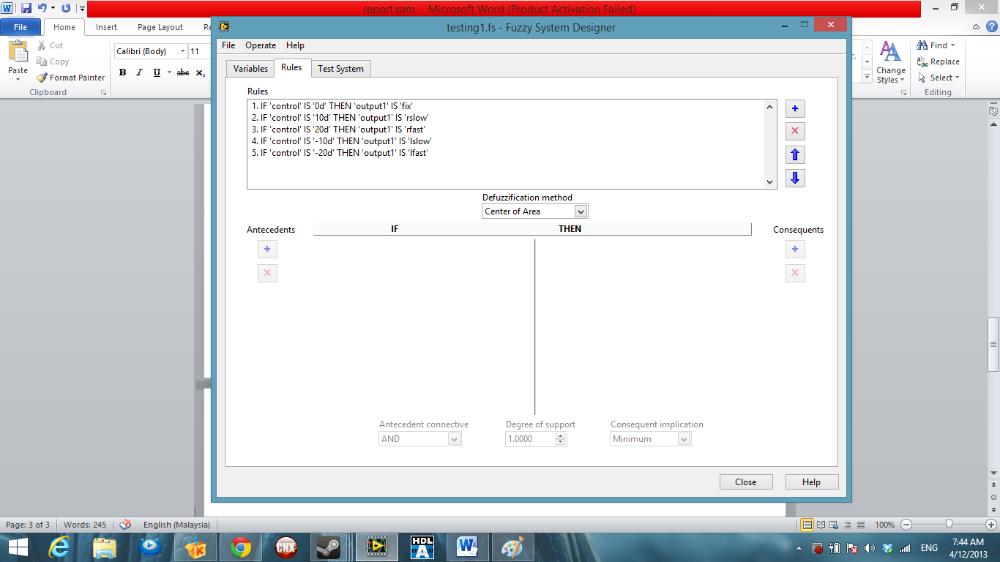 report.sam - Microsoft Word (Product Activation Failed)
File Home Insert Page Layout
testing1.fs - Fuzzy System Designer
Cut
Copy
Format Painter
Paste
Clipboard
Calibri (Body) 11
B I U abc x₂
Change
Styles
Find
Replace
Select
Editing
File Operate Help
Variables Rules Test System
Rules
1. IF 'control' IS '0d' THEN 'output1' IS 'fix'
2. IF 'control' IS '10d' THEN 'output1' IS 'rslow'
3. IF 'control' IS '20d' THEN 'output1' IS 'rfast'
4. IF 'control' IS '-10d' THEN 'output1' IS 'lslow'
5. IF 'control' IS '-20d' THEN 'output1' IS 'lfast'
Defuzzification method
Center of Area
Antecedents IF THEN Consequents
Antecedent connective Degree of support Consequent implication
AND 1.0000 Minimum
Close Help
Page: 3 of 3 Words: 245 English (Malaysia) 100%
CNX HDL A ENG 7:44 AM
4/12/2013